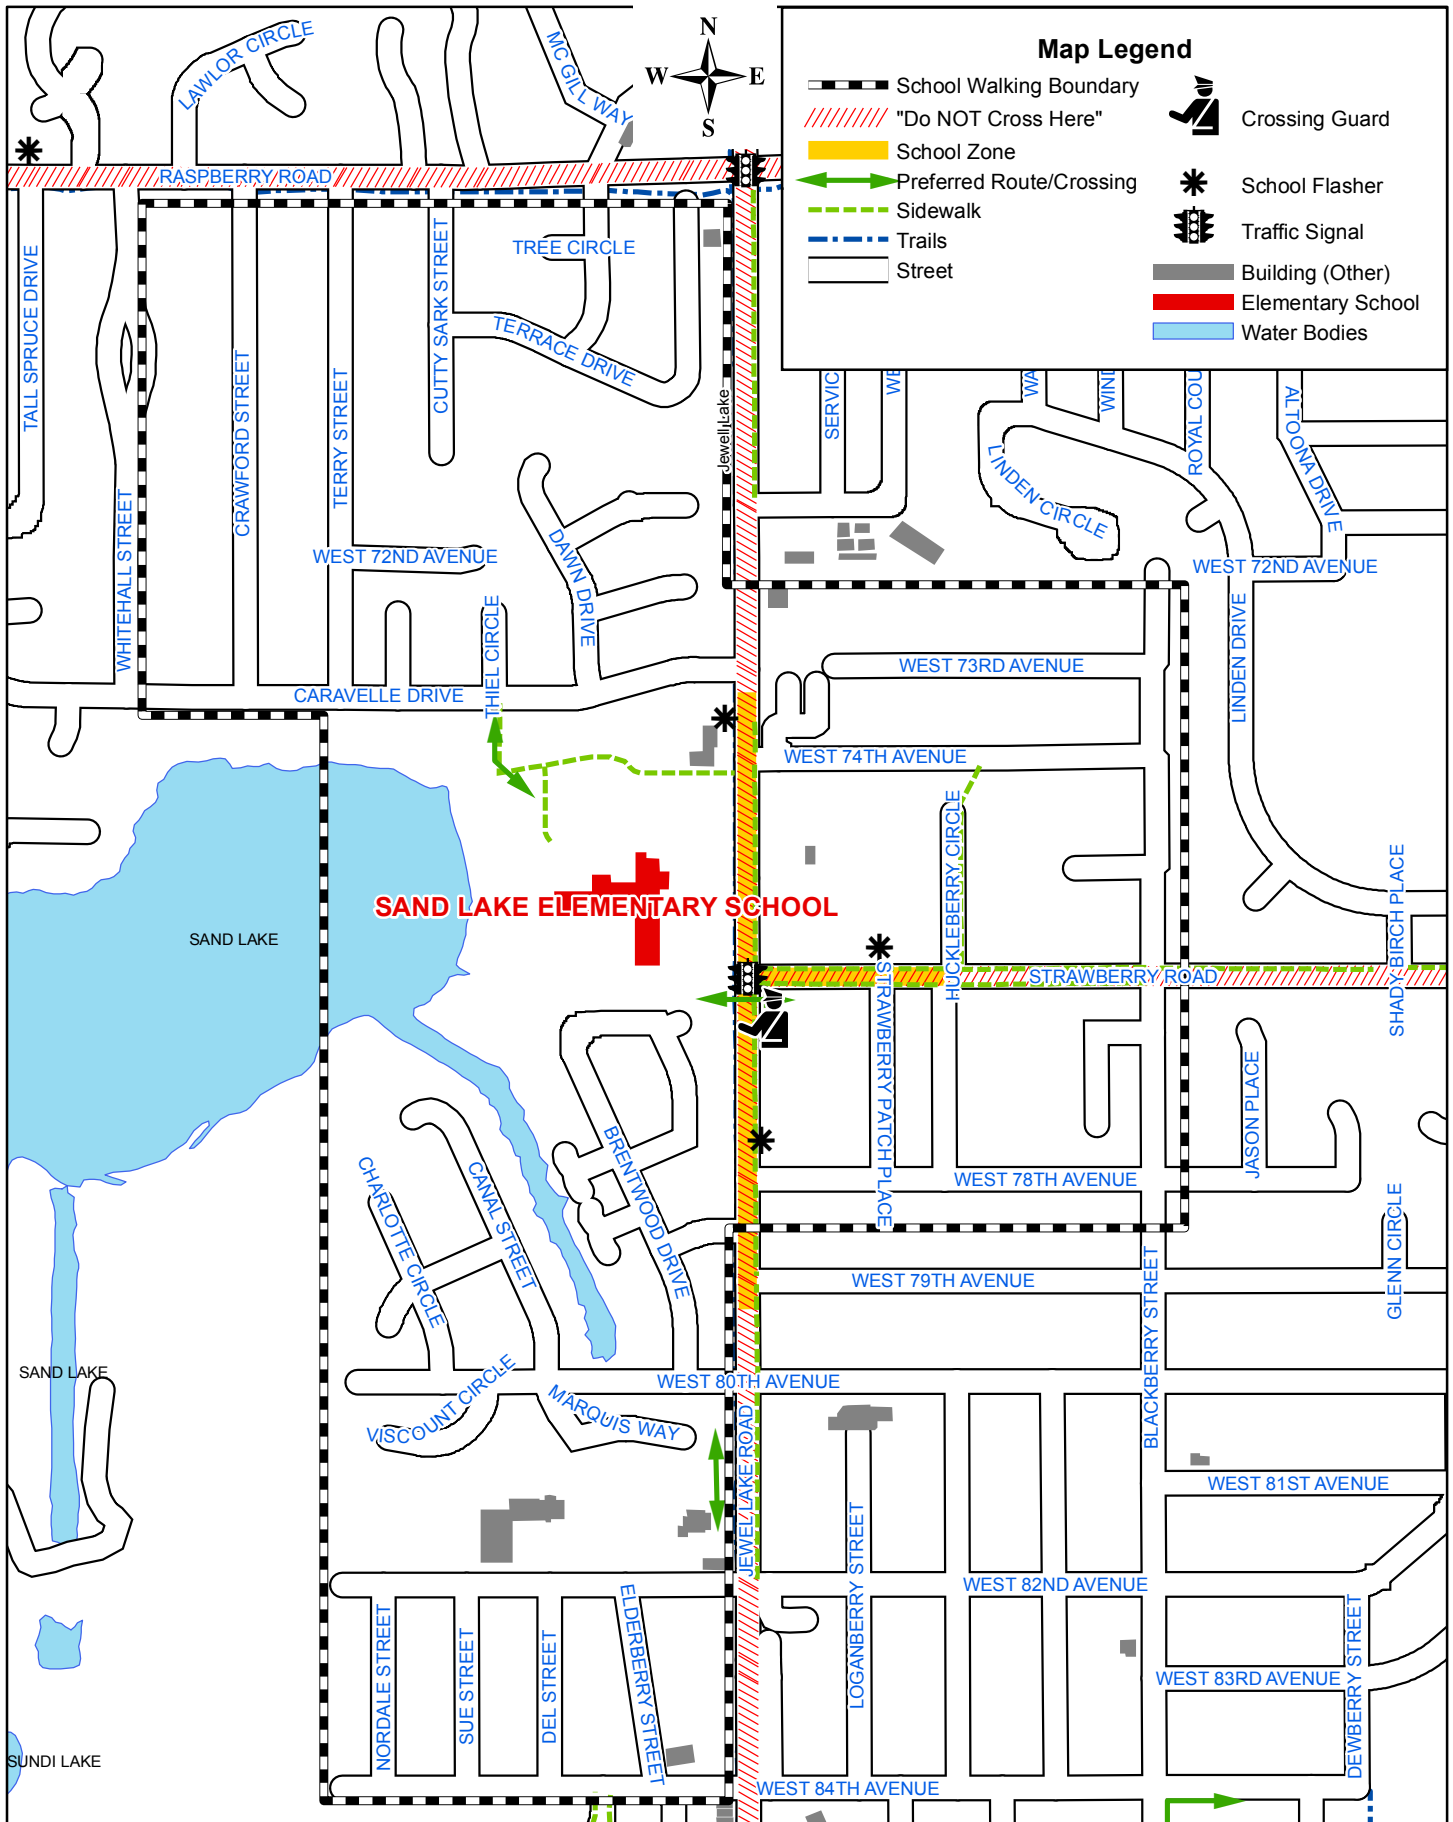 N
W E
S
Map Legend
School Walking Boundary
"Do NOT Cross Here"
School Zone
Preferred Route/Crossing
Sidewalk
Trails
Street
Crossing Guard
School Flasher
Traffic Signal
Building (Other)
Elementary School
Water Bodies
LAWLOR CIRCLE
MC GILL WAY
RASPBERRY ROAD
TALL SPRUCE DRIVE
WHITEHALL STREET
CRAWFORD STREET
TERRY STREET
CUTTY SARK STREET
TREE CIRCLE
TERRACE DRIVE
Jewell Lake
SERVIC
WE
WA
WIND
ROYAL COU
ALTOONA DRIVE
LINDEN CIRCLE
WEST 72ND AVENUE
DAWN DRIVE
WEST 72ND AVENUE
THIEL CIRCLE
LINDEN DRIVE
WEST 73RD AVENUE
CARAVELLE DRIVE
WEST 74TH AVENUE
HUCKLEBERRY CIRCLE
SAND LAKE ELEMENTARY SCHOOL
SAND LAKE
STRAWBERRY ROAD
SHADY BIRCH PLACE
STRAWBERRY PATCH PLACE
JASON PLACE
BRENTWOOD DRIVE
CHARLOTTE CIRCLE
CANAL STREET
WEST 78TH AVENUE
GLENN CIRCLE
WEST 79TH AVENUE
BLACKBERRY STREET
SAND LAKE
WEST 80TH AVENUE
VISCOUNT CIRCLE
MARQUIS WAY
JEWEL LAKE ROAD
WEST 81ST AVENUE
LOGANBERRY STREET
WEST 82ND AVENUE
NORDALE STREET
SUE STREET
DEL STREET
ELDERBERRY STREET
WEST 83RD AVENUE
DEWBERRY STREET
SUNDI LAKE
WEST 84TH AVENUE